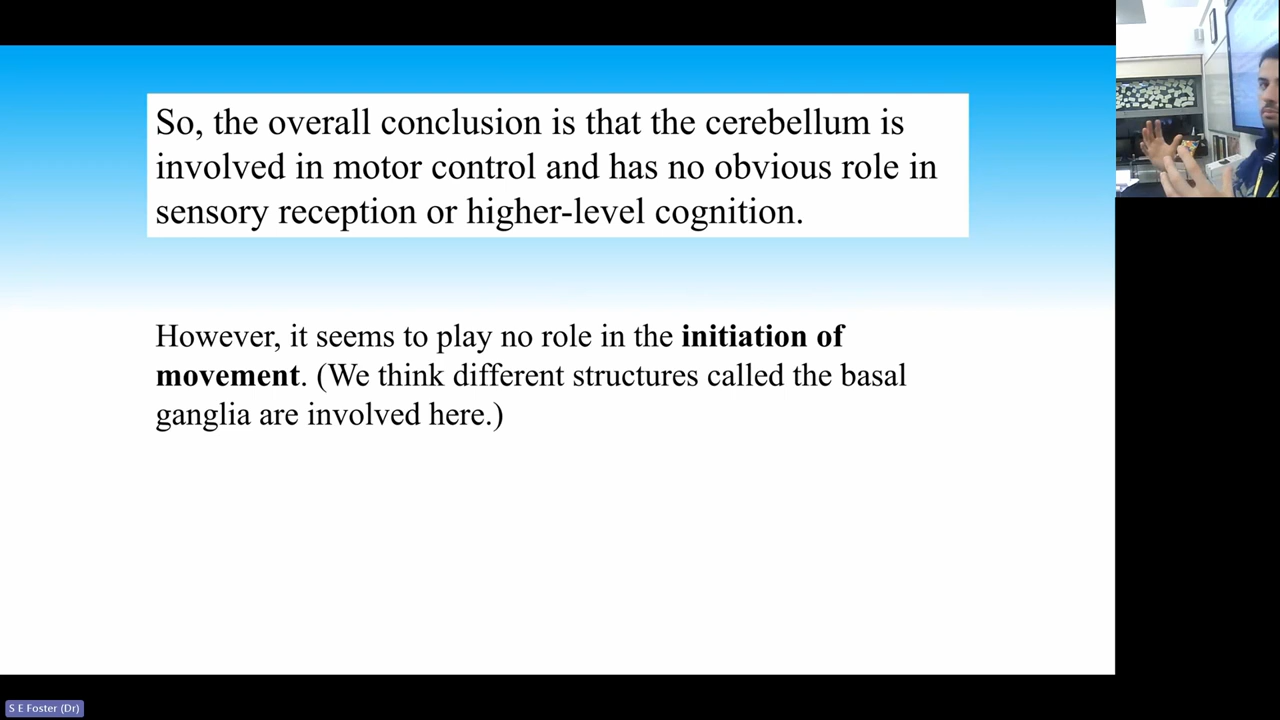 So, the overall conclusion is that the cerebellum is
involved in motor control and has no obvious role in
sensory reception or higher-level cognition.
However, it seems to play no role in the initiation of
movement. (We think different structures called the basal
ganglia are involved here.)
S E Foster (Dr)